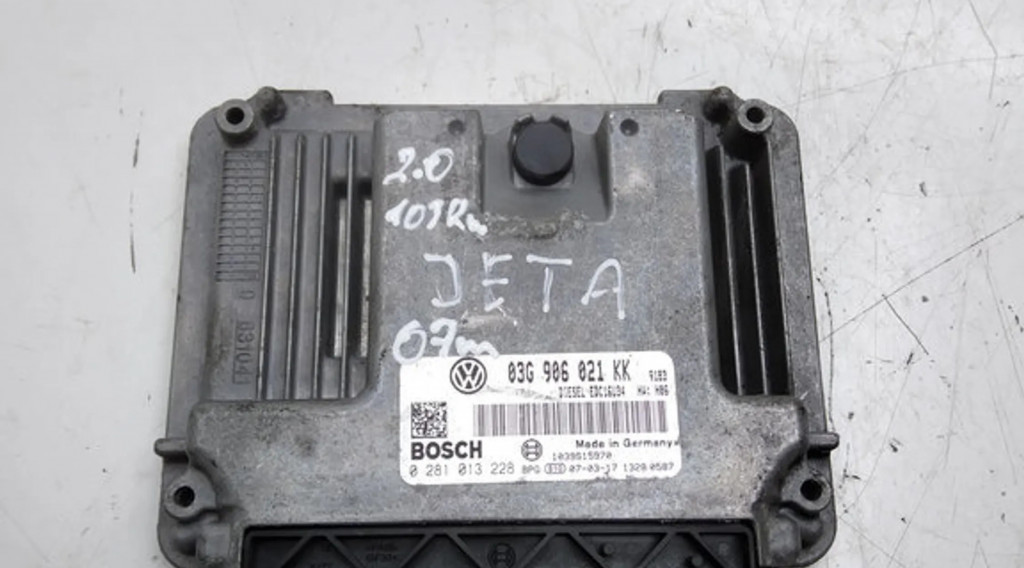 2.0
103Kw
JETA
07m
03G 906 021 KK 9183
DIESEL-EDC16U34 HW: H06
BOSCH
Made in Germany
1039S15970
0 281 013 228 BPG 07-03-17 1328 0587